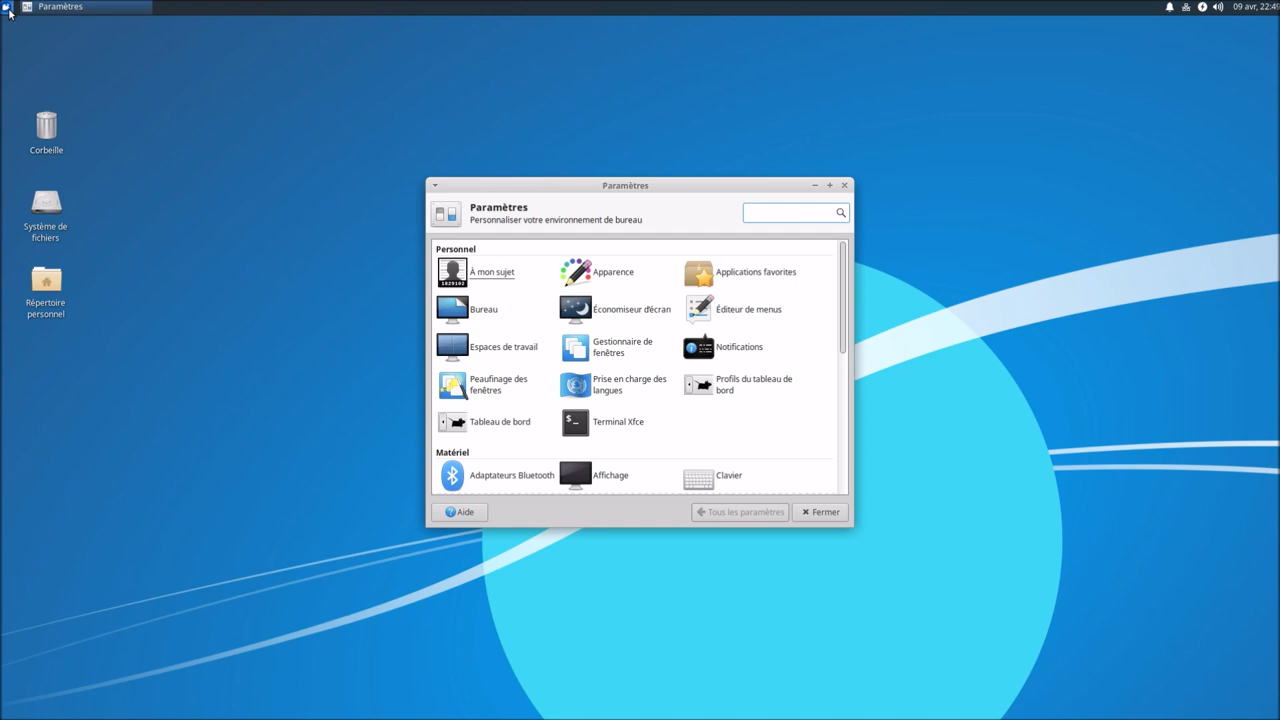 Paramètres
09 avr, 22:49
Corbeille
Système de
fichiers
Répertoire
personnel
Paramètres
Paramètres
Personnaliser votre environnement de bureau
Personnel
À mon sujet
Apparence
Applications favorites
Bureau
Économiseur d'écran
Éditeur de menus
Espaces de travail
Gestionnaire de
fenêtres
Notifications
Peaufinage des
fenêtres
Prise en charge des
langues
Profils du tableau de
bord
Tableau de bord
Terminal Xfce
Matériel
Adaptateurs Bluetooth
Affichage
Clavier
Aide
Tous les paramètres
Fermer